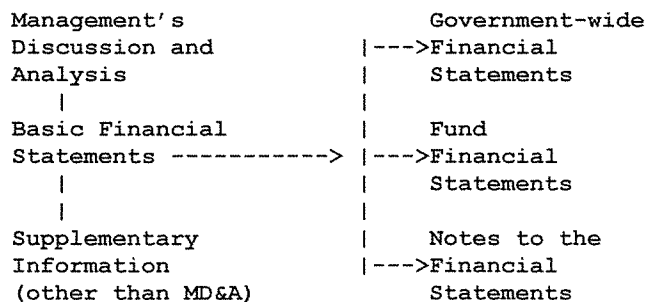 Management's                      Government-wide
Discussion and             |--->Financial
Analysis                   |    Statements
    |                      |
Basic Financial            |    Fund
Statements -----------> |--->Financial
    |                      |    Statements
    |                      |
Supplementary              |    Notes to the
Information                |--->Financial
(other than MD&A)               Statements